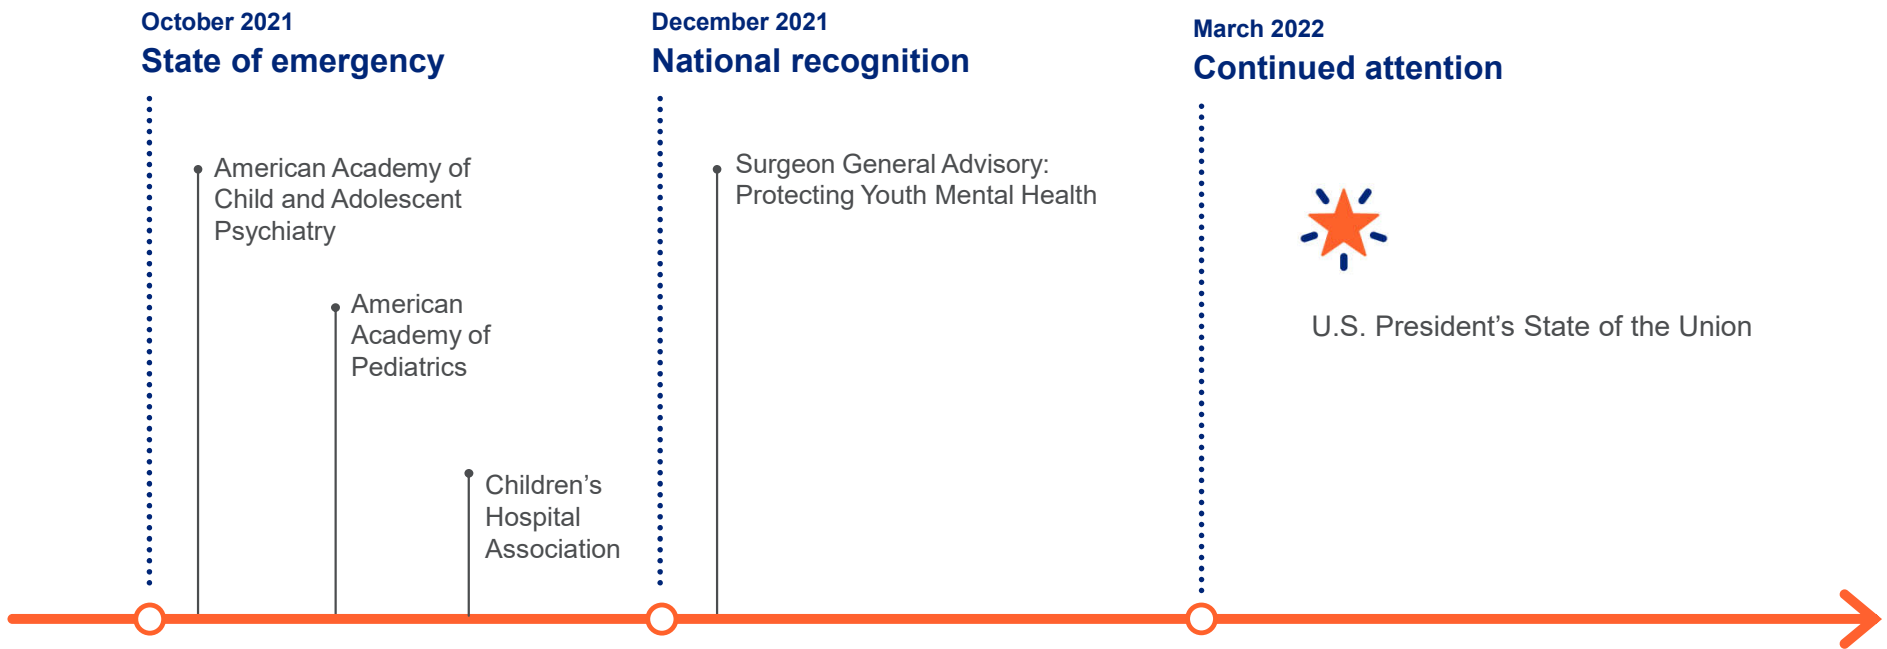 October 2021
State of emergency
American Academy of
Child and Adolescent
Psychiatry
American
Academy of
Pediatrics
Children’s
Hospital
Association
December 2021
National recognition
Surgeon General Advisory:
Protecting Youth Mental Health
March 2022
Continued attention
U.S. President’s State of the Union